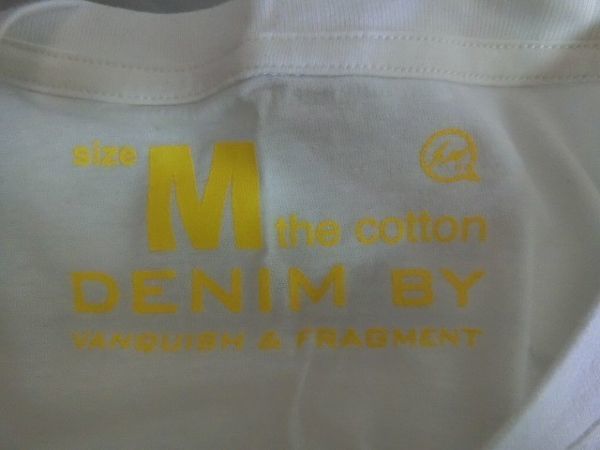 size M
the cotton
DENIM BY
VANQUISH & FRAGMENT